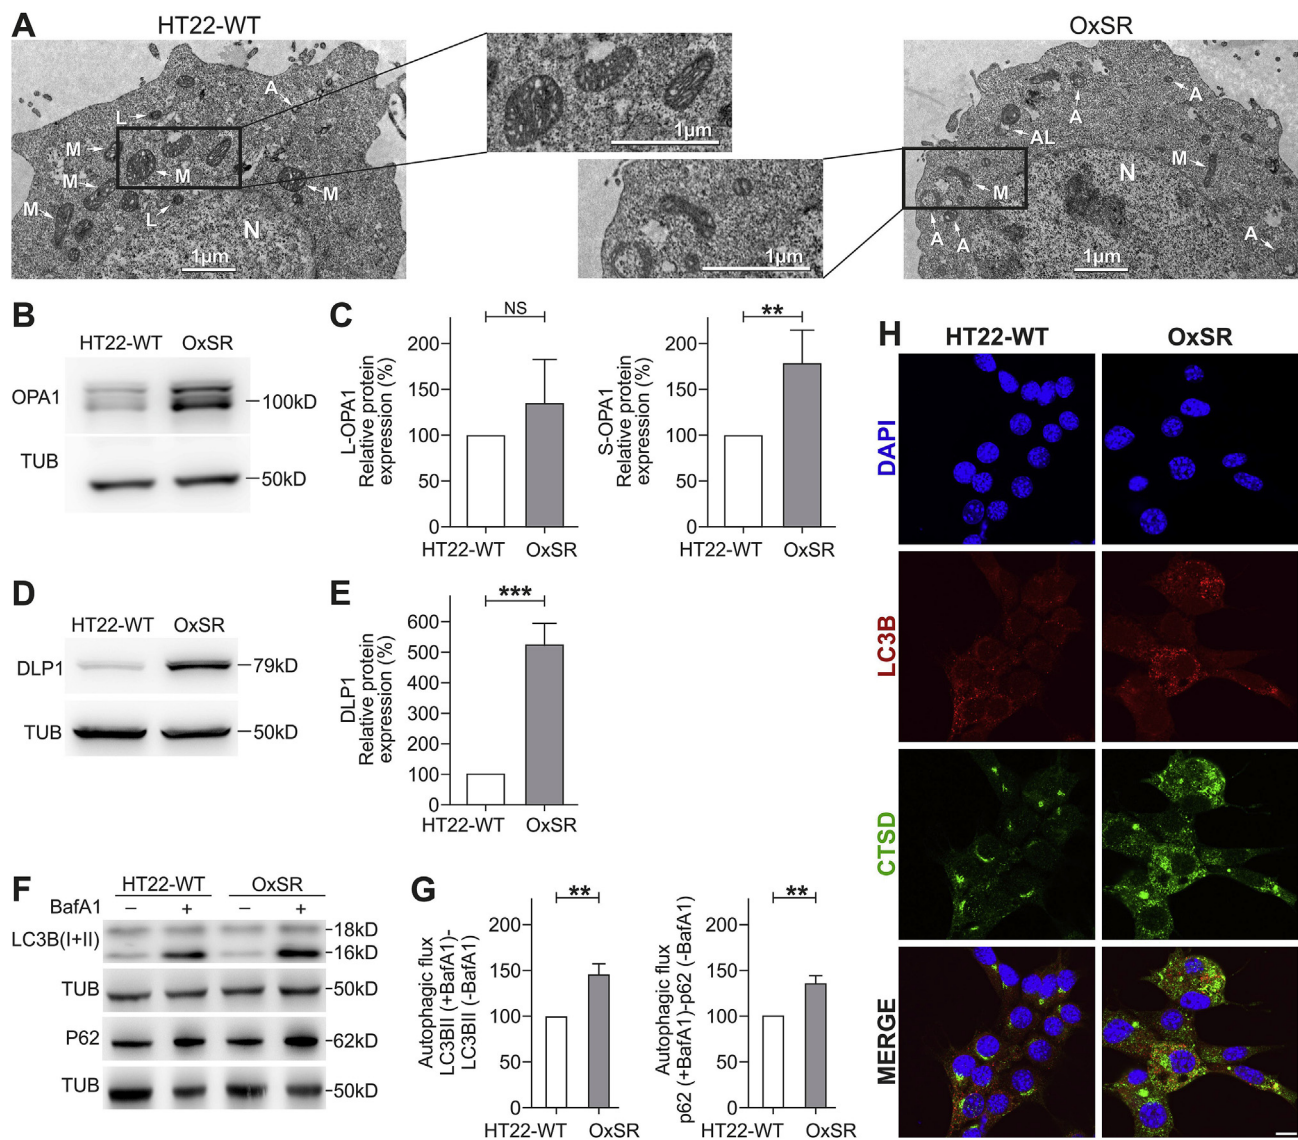 A
HT22-WT
OxSR
A
L
M
M
M
M
M
L
N
1μm
1μm
1μm
A
A
AL
M
N
M
A
A
A
1μm
B
HT22-WT OxSR
OPA1
100kD
TUB
50kD
C
NS
L-OPA1
Relative protein
expression (%)
200
150
100
50
0
HT22-WT OxSR
**
S-OPA1
Relative protein
expression (%)
200
150
100
50
0
HT22-WT OxSR
D
HT22-WT OxSR
DLP1
79kD
TUB
50kD
E
***
DLP1
Relative protein
expression (%)
600
500
400
300
200
100
0
HT22-WT OxSR
F
HT22-WT OxSR
BafA1 – + – +
LC3B(I+II)
18kD
16kD
TUB
50kD
P62
62kD
TUB
50kD
G
**
Autophagic flux
LC3BII (+BafA1)-
LC3BII (-BafA1)
200
150
100
50
0
HT22-WT OxSR
**
Autophagic flux
p62 (+BafA1)-p62 (-BafA1)
200
150
100
50
0
HT22-WT OxSR
H
HT22-WT OxSR
DAPI
LC3B
CTSD
MERGE